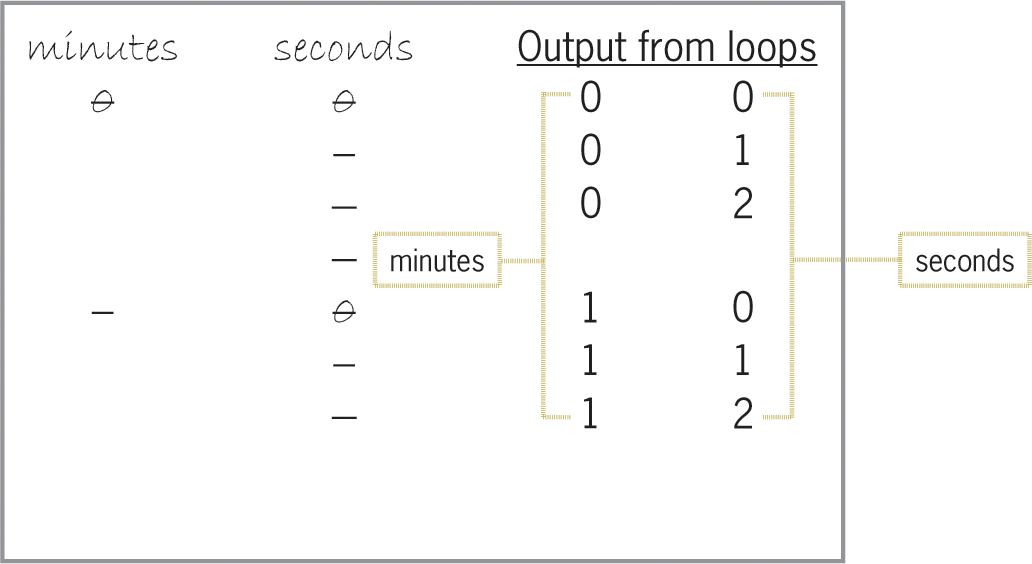 minutes seconds Output from loops
0 0 0 0
– 0 1
– 0 2
– minutes seconds
– 0 1 0
– 1 1
– 1 2